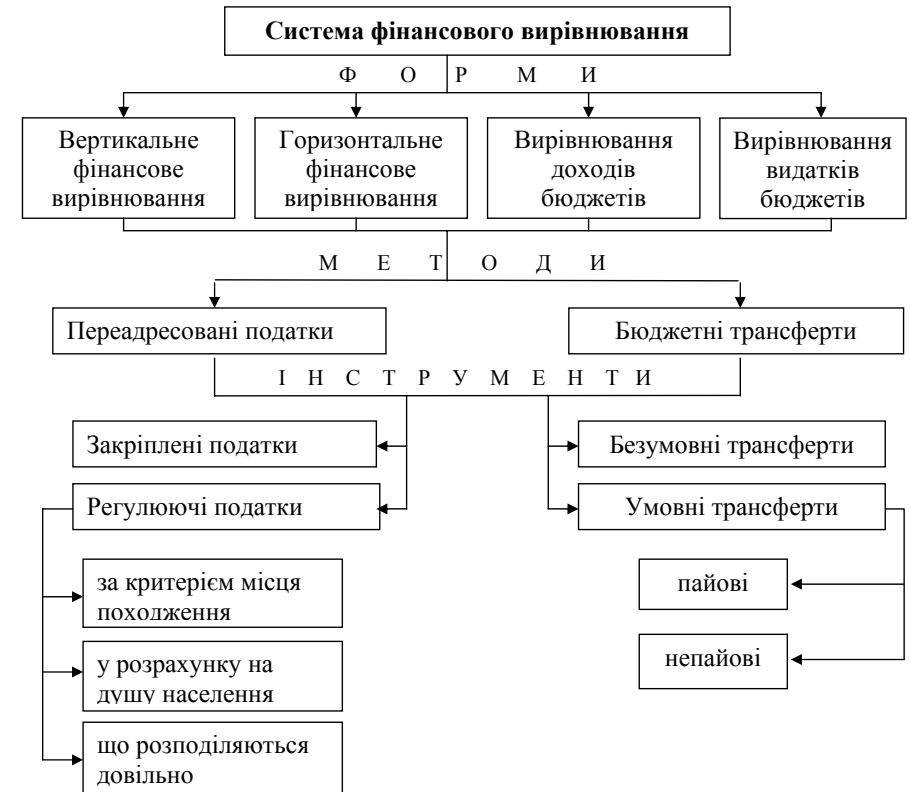 Система фінансового вирівнювання
Ф О Р М И
Вертикальне
фінансове
вирівнювання
Горизонтальне
фінансове
вирівнювання
Вирівнювання
доходів
бюджетів
Вирівнювання
видатків
бюджетів
М Е Т О Д И
Переадресовані податки
Бюджетні трансферти
І Н С Т Р У М Е Н Т И
Закріплені податки
Безумовні трансферти
Регулюючі податки
Умовні трансферти
за критерієм місця
походження
пайові
у розрахунку на
душу населення
непайові
що розподіляються
довільно